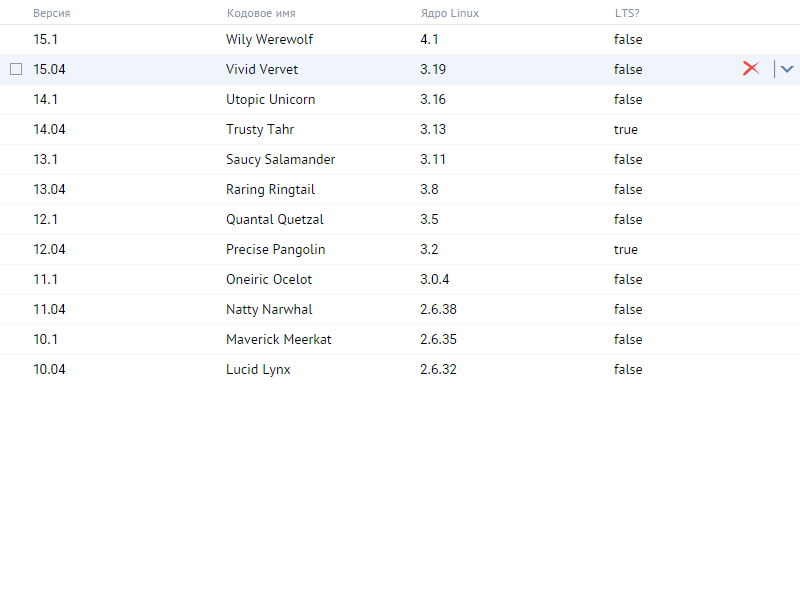 Версия Кодовое имя Ядро Linux LTS?
15.1 Wily Werewolf 4.1 false
15.04 Vivid Vervet 3.19 false
14.1 Utopic Unicorn 3.16 false
14.04 Trusty Tahr 3.13 true
13.1 Saucy Salamander 3.11 false
13.04 Raring Ringtail 3.8 false
12.1 Quantal Quetzal 3.5 false
12.04 Precise Pangolin 3.2 true
11.1 Oneiric Ocelot 3.0.4 false
11.04 Natty Narwhal 2.6.38 false
10.1 Maverick Meerkat 2.6.35 false
10.04 Lucid Lynx 2.6.32 false